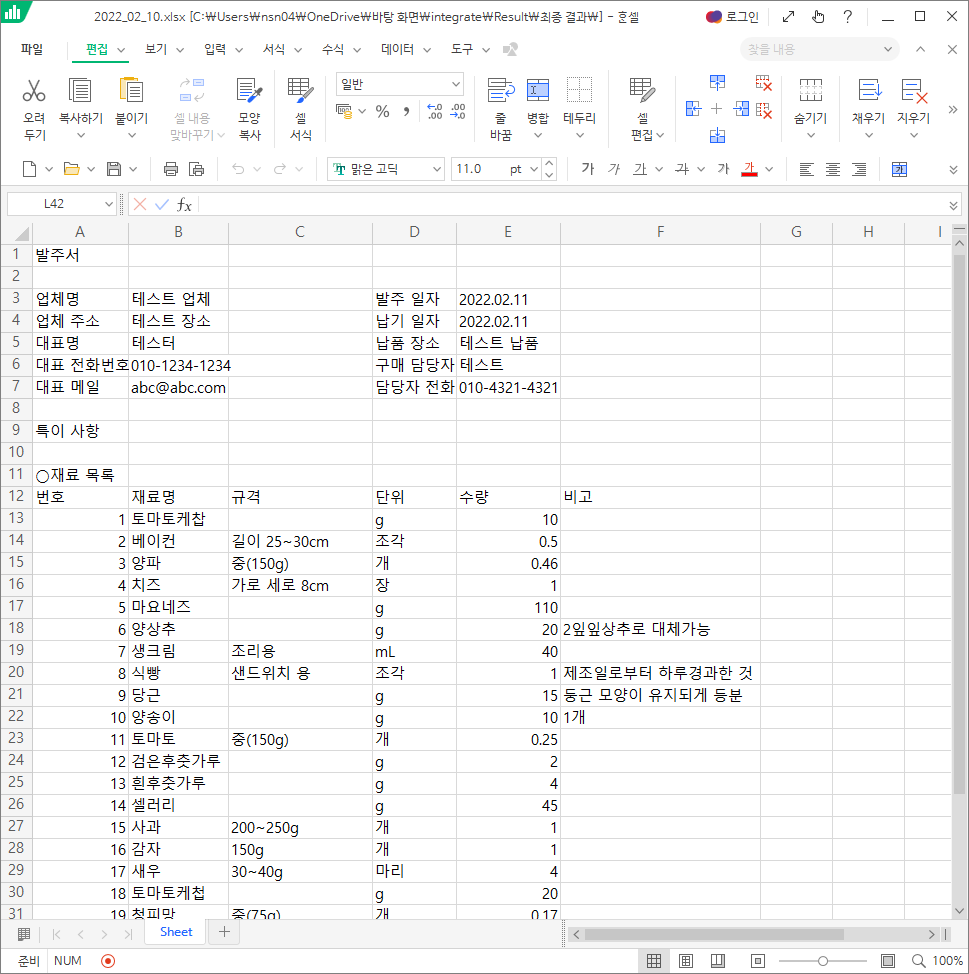 2022_02_10.xlsx [C:￦Users￦nsn04￦OneDrive￦바탕 화면￦integrate￦Result￦최종 결과￦] - 훈셀 로그인 ?
파일 편집 보기 입력 서식 수식 데이터 도구 찾을 내용
오려 두기 복사하기 붙이기 셀 내용 맞바꾸기 모양 복사 셀 서식 일반 % , .00 .00 줄 바꿈 병합 테두리 셀 편집 숨기기 채우기 지우기
맑은 고딕 11.0 pt 가 가 가 가 가 가 가
L42 fx
A B C D E F G H I
1 발주서
2
3 업체명 테스트 업체 발주 일자 2022.02.11
4 업체 주소 테스트 장소 납기 일자 2022.02.11
5 대표명 테스터 납품 장소 테스트 납품
6 대표 전화번호 010-1234-1234 구매 담당자 테스트
7 대표 메일 abc@abc.com 담당자 전화 010-4321-4321
8
9 특이 사항
10
11 ○재료 목록
12 번호 재료명 규격 단위 수량 비고
13 1 토마토케찹 g 10
14 2 베이컨 길이 25~30cm 조각 0.5
15 3 양파 중(150g) 개 0.46
16 4 치즈 가로 세로 8cm 장 1
17 5 마요네즈 g 110
18 6 양상추 g 20 2잎잎상추로 대체가능
19 7 생크림 조리용 mL 40
20 8 식빵 샌드위치 용 조각 1 제조일로부터 하루경과한 것
21 9 당근 g 15 둥근 모양이 유지되게 등분
22 10 양송이 g 10 1개
23 11 토마토 중(150g) 개 0.25
24 12 검은후춧가루 g 2
25 13 흰후춧가루 g 4
26 14 셀러리 g 45
27 15 사과 200~250g 개 1
28 16 감자 150g 개 1
29 17 새우 30~40g 마리 4
30 18 토마토케첩 g 20
31 19 청피망 중(75g) 개 0.17
Sheet
준비 NUM 100%